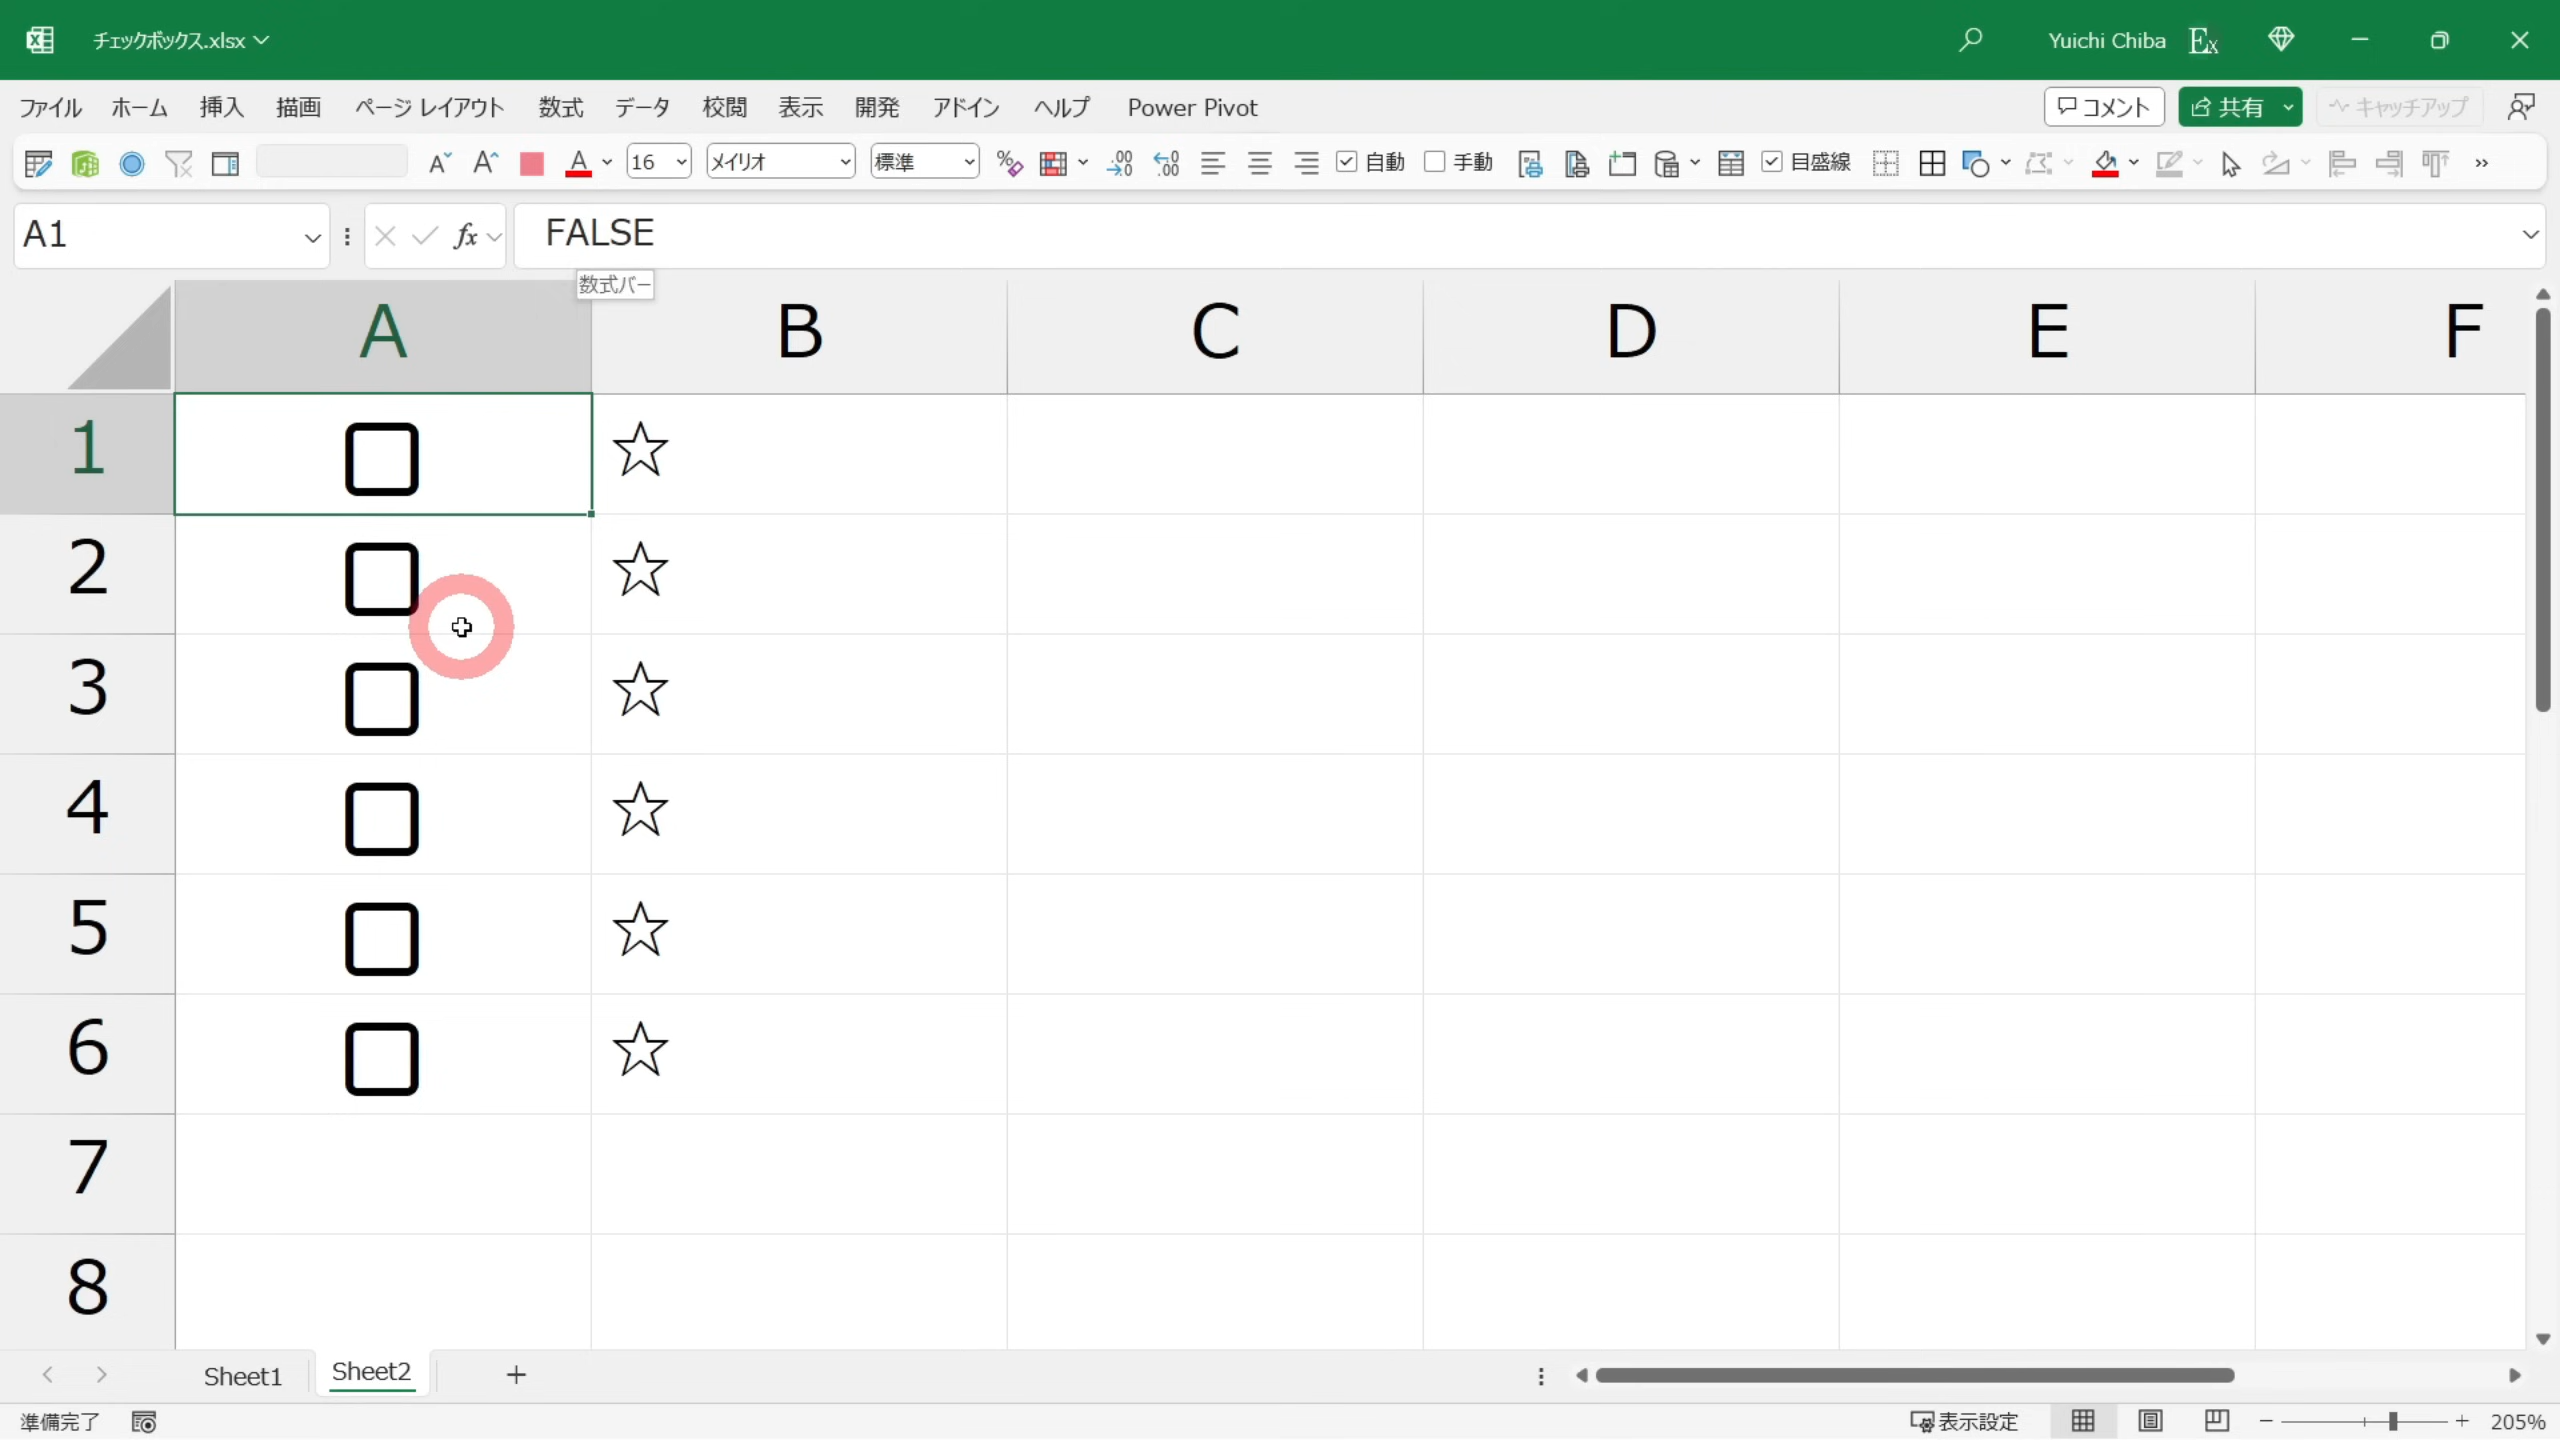 チェックボックス.xlsx
Yuichi Chiba Ex
ファイル ホーム 挿入 描画 ページ レイアウト 数式 データ 校閲 表示 開発 アドイン ヘルプ Power Pivot コメント 共有 キャッチアップ
16 メイリオ 標準 自動 手動 目盛線
A1 fx FALSE
数式バー
A B C D E F
1 ☆
2 ☆
3 ☆
4 ☆
5 ☆
6 ☆
7
8
Sheet1 Sheet2
準備完了 表示設定 205%